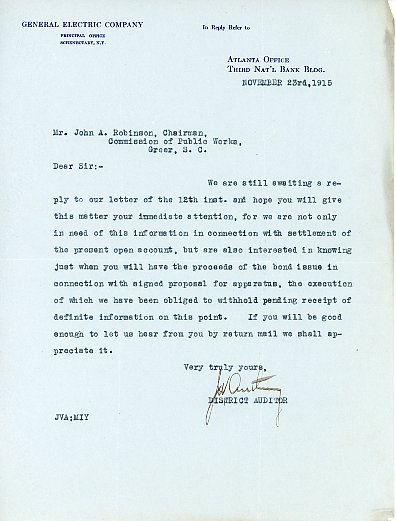 GENERAL ELECTRIC COMPANY
PRINCIPAL OFFICE
SCHENECTADY, N.Y.
In Reply Refer to
ATLANTA OFFICE
THIRD NAT'L BANK BLDG.
NOVEMBER 23rd,1915
Mr. John A. Robinson, Chairman,
Commission of Public Works,
Greer, S. C.
Dear Sir:-
We are still awaiting a re-
ply to our letter of the 12th inst. and hope you will give
this matter your immediate attention, for we are not only
in need of this information in connection with settlement of
the present open account, but are also interested in knowing
just when you will have the proceeds of the bond issue in
connection with signed proposal for apparatus, the execution
of which we have been obliged to withhold pending receipt of
definite information on this point. If you will be good
enough to let us hear from you by return mail we shall ap-
preciate it.
Very truly yours,
DISTRICT AUDITOR
JVA:MIY